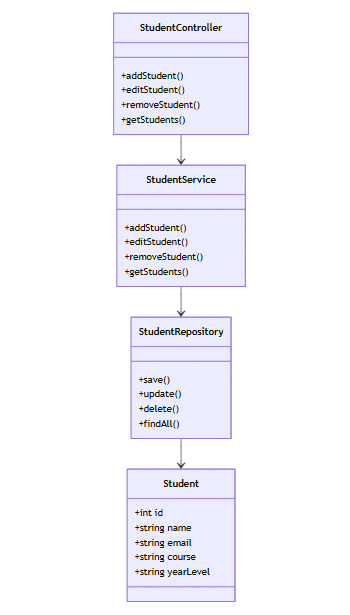 StudentController
+addStudent()
+editStudent()
+removeStudent()
+getStudents()
StudentService
+addStudent()
+editStudent()
+removeStudent()
+getStudents()
StudentRepository
+save()
+update()
+delete()
+findAll()
Student
+int id
+string name
+string email
+string course
+string yearLevel